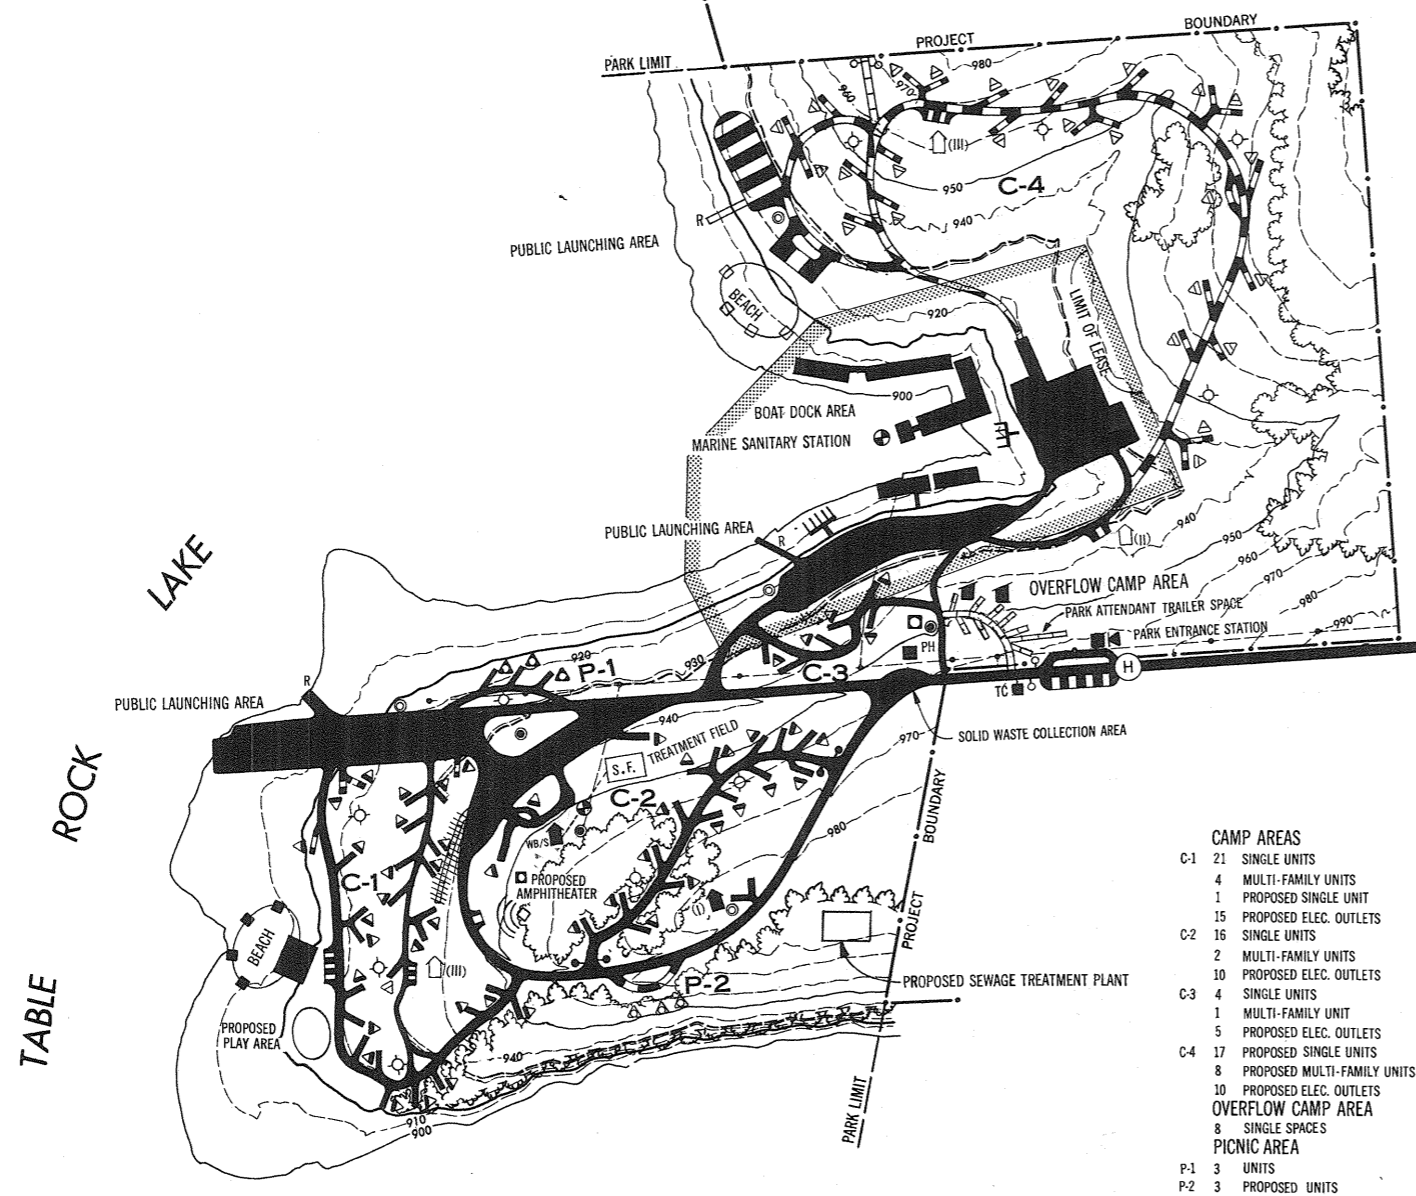 BOUNDARY
PROJECT
PARK LIMIT
980
970
960
(III)
950
C-4
940
R
PUBLIC LAUNCHING AREA
BEACH
920
LIMIT OF LEASE
900
BOAT DOCK AREA
MARINE SANITARY STATION
PUBLIC LAUNCHING AREA
R
(II)
940
950
960
970
980
990
OVERFLOW CAMP AREA
PARK ATTENDANT TRAILER SPACE
PARK ENTRANCE STATION
H
PH
TC
C-3
LAKE
ROCK
TABLE
920
930
P-1
R
PUBLIC LAUNCHING AREA
940
TREATMENT FIELD
S.F.
970
SOLID WASTE COLLECTION AREA
C-2
WB/S
980
BOUNDARY
PROJECT
C-1
PROPOSED
AMPHITHEATER
(I)
BEACH
(III)
P-2
PROPOSED SEWAGE TREATMENT PLANT
PROPOSED
PLAY AREA
940
910
900
PARK LIMIT
CAMP AREAS
C-1 21 SINGLE UNITS
4 MULTI-FAMILY UNITS
1 PROPOSED SINGLE UNIT
15 PROPOSED ELEC. OUTLETS
C-2 16 SINGLE UNITS
2 MULTI-FAMILY UNITS
10 PROPOSED ELEC. OUTLETS
C-3 4 SINGLE UNITS
1 MULTI-FAMILY UNIT
5 PROPOSED ELEC. OUTLETS
C-4 17 PROPOSED SINGLE UNITS
8 PROPOSED MULTI-FAMILY UNITS
10 PROPOSED ELEC. OUTLETS
OVERFLOW CAMP AREA
8 SINGLE SPACES
PICNIC AREA
P-1 3 UNITS
P-2 3 PROPOSED UNITS